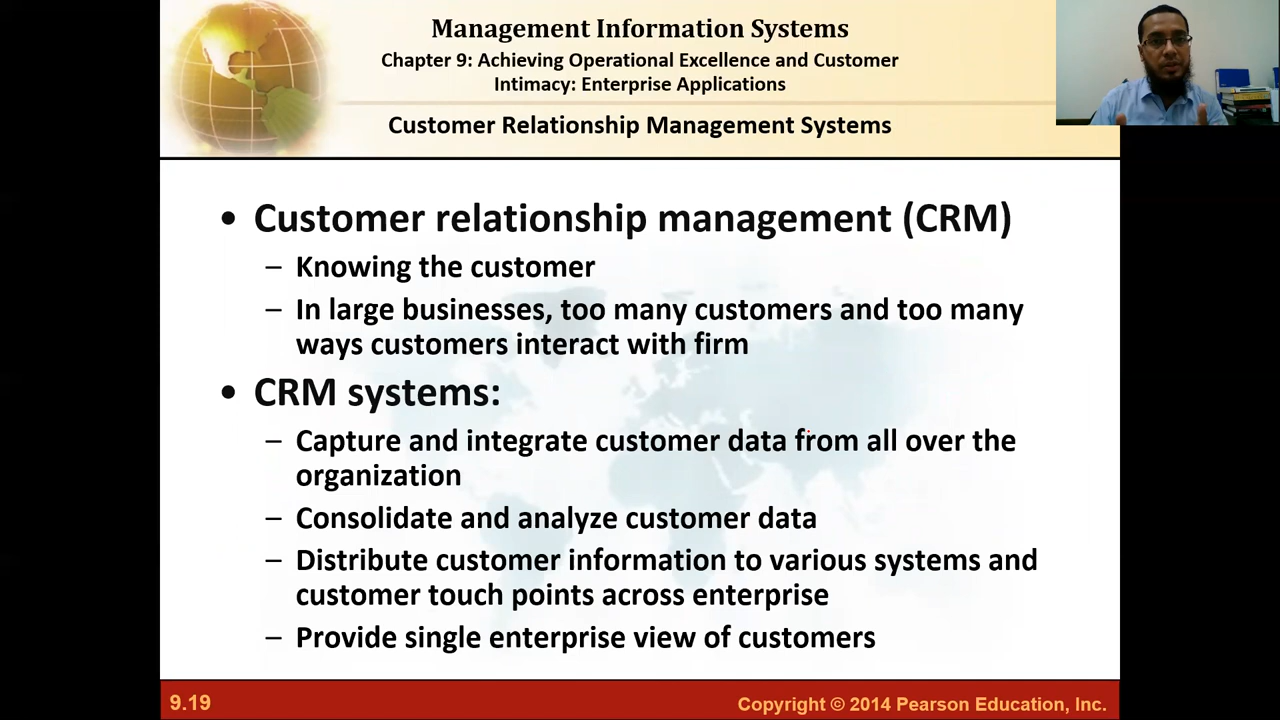 Management Information Systems
Chapter 9: Achieving Operational Excellence and Customer
Intimacy: Enterprise Applications
Customer Relationship Management Systems
• Customer relationship management (CRM)
– Knowing the customer
– In large businesses, too many customers and too many
ways customers interact with firm
• CRM systems:
– Capture and integrate customer data from all over the
organization
– Consolidate and analyze customer data
– Distribute customer information to various systems and
customer touch points across enterprise
– Provide single enterprise view of customers
9.19
Copyright © 2014 Pearson Education, Inc.